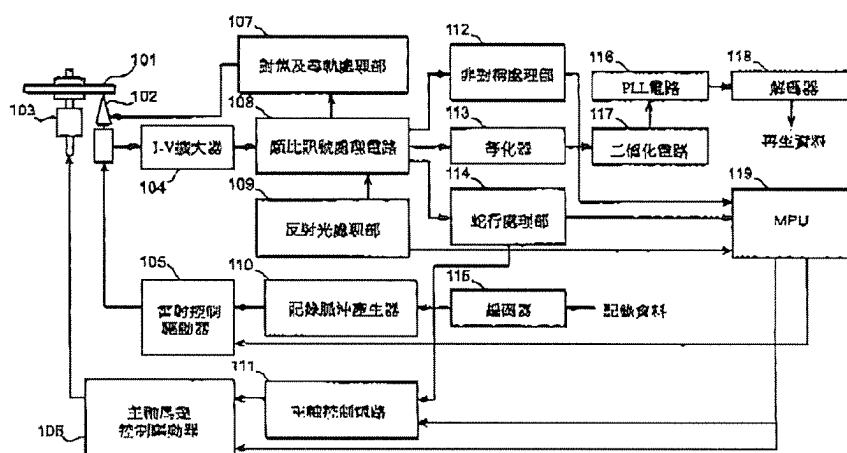 107
112
116
118
101
對焦及尋軌處理部
非對稱處理部
PLL電路
解碼器
102
103
108
113
117
I-V擴大器
類比訊號處理電路
等化器
二值化電路
再生資料
104
109
114
119
反射光處理部
蛇行處理部
MPU
105
110
115
雷射控制
驅動器
記錄脈沖產生器
編碼器
記錄資料
111
主軸馬達
控制驅動器
主軸控制電路
106